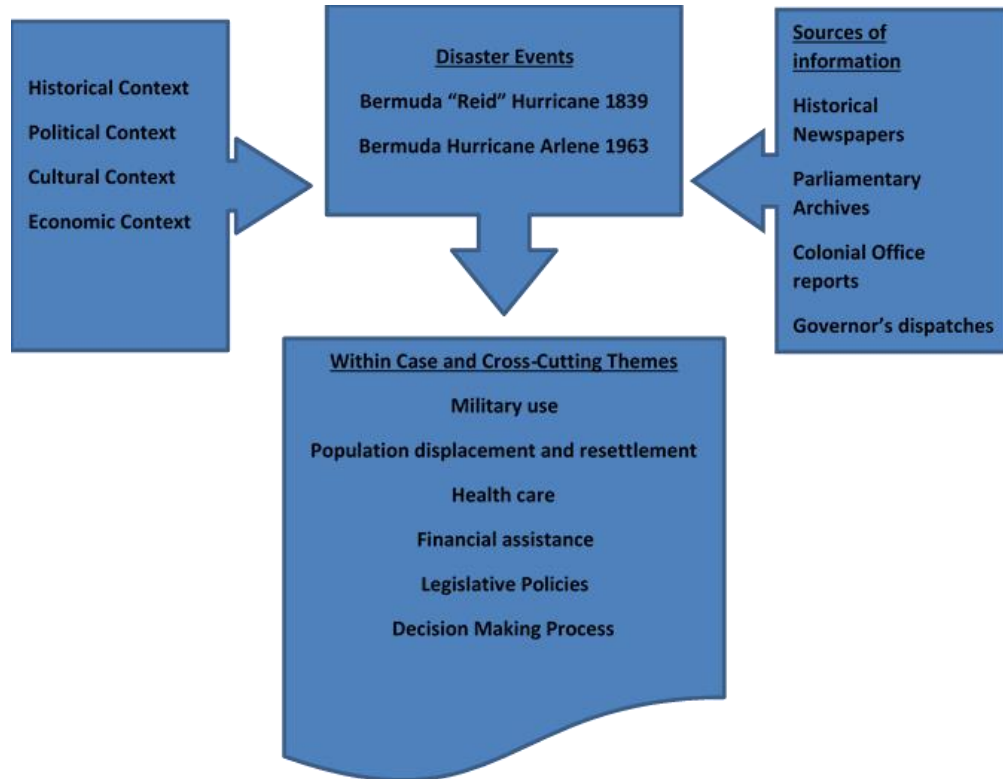 Historical Context
Political Context
Cultural Context
Economic Context
Disaster Events
Bermuda “Reid” Hurricane 1839
Bermuda Hurricane Arlene 1963
Sources of
information
Historical
Newspapers
Parliamentary
Archives
Colonial Office
reports
Governor’s dispatches
Within Case and Cross-Cutting Themes
Military use
Population displacement and resettlement
Health care
Financial assistance
Legislative Policies
Decision Making Process